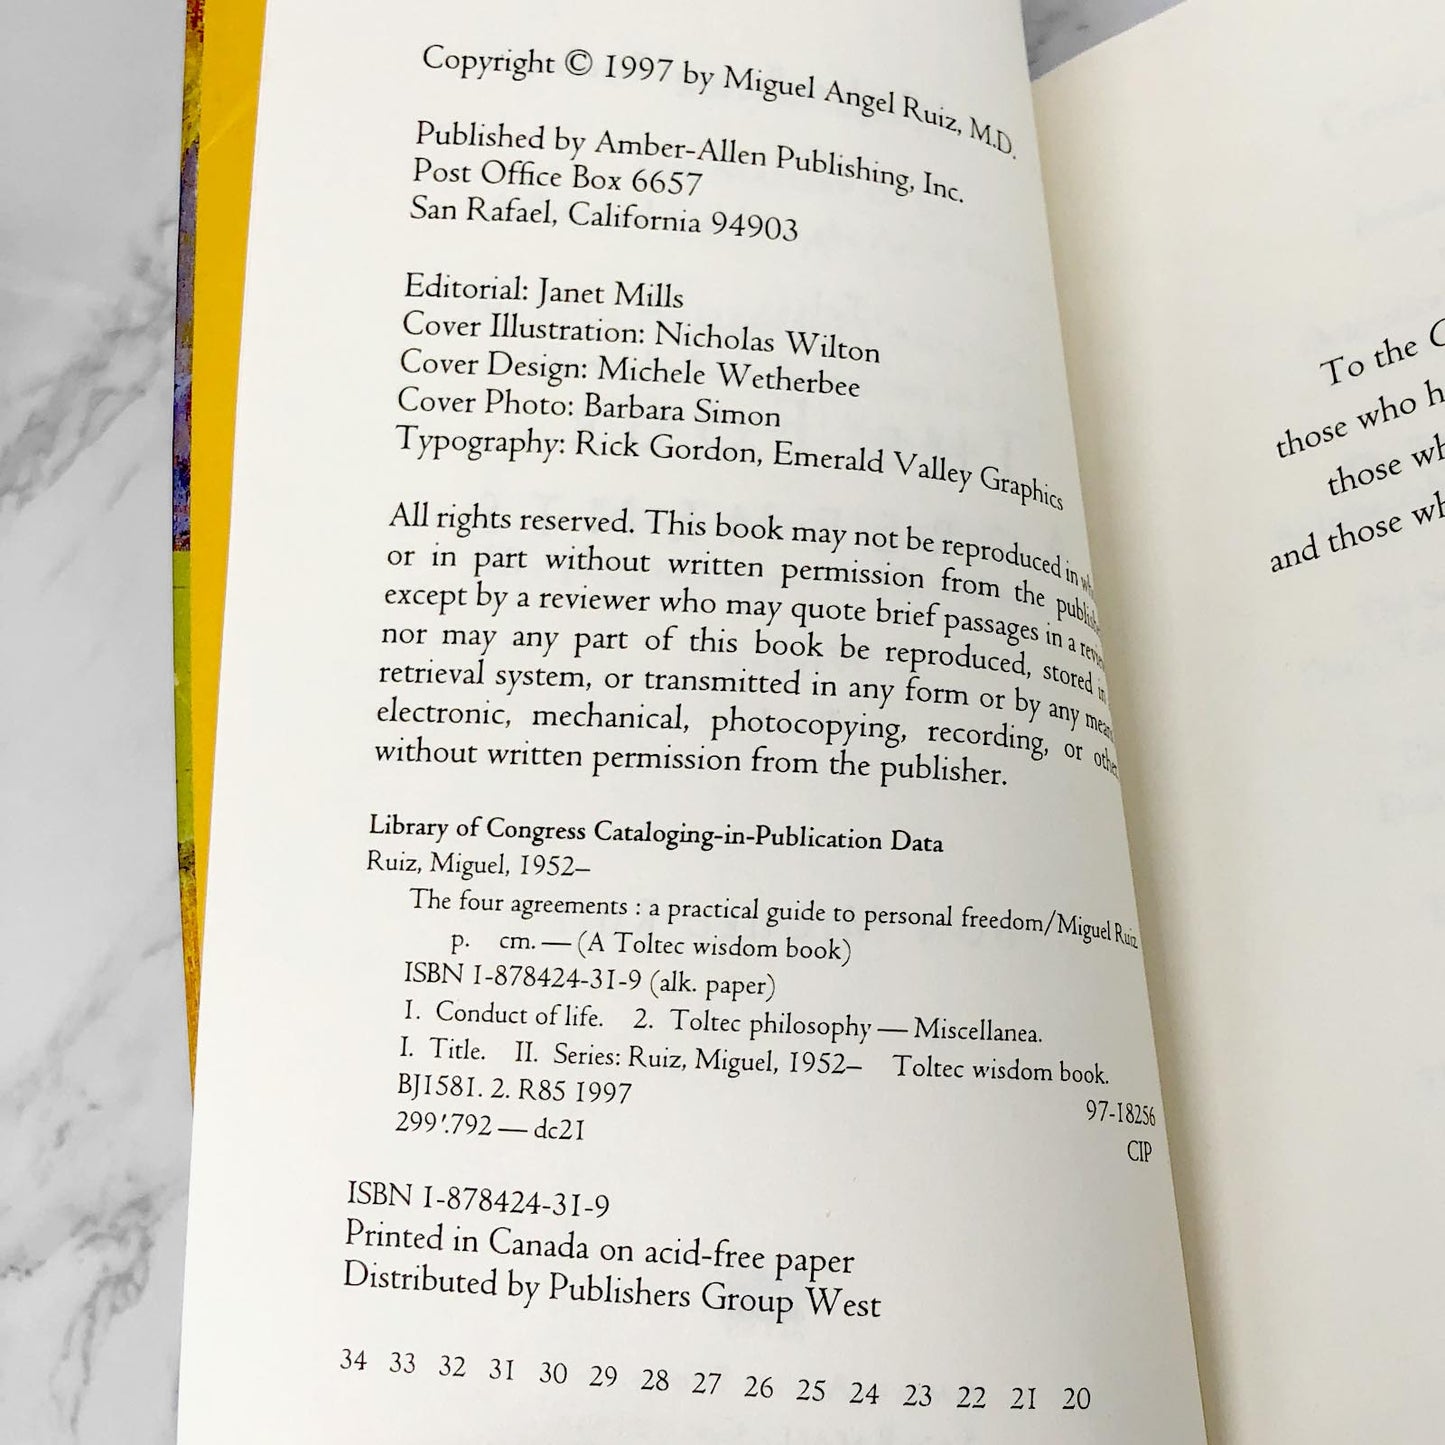 Copyright © 1997 by Miguel Angel Ruiz, M.D.
Published by Amber-Allen Publishing, Inc.
Post Office Box 6657
San Rafael, California 94903
Editorial: Janet Mills
Cover Illustration: Nicholas Wilton
Cover Design: Michele Wetherbee
Cover Photo: Barbara Simon
Typography: Rick Gordon, Emerald Valley Graphics
All rights reserved. This book may not be reproduced in
or in part without written permission from the
except by a reviewer who may quote brief passages in a
nor may any part of this book be reproduced, stored in
retrieval system, or transmitted in any form or by any
electronic, mechanical, photocopying, recording, or
without written permission from the publisher.
Library of Congress Cataloging-in-Publication Data
Ruiz, Miguel, 1952–
The four agreements : a practical guide to personal freedom/Miguel Ruiz
p. cm. — (A Toltec wisdom book)
ISBN 1-878424-31-9 (alk. paper)
1. Conduct of life. 2. Toltec philosophy — Miscellanea.
I. Title. II. Series: Ruiz, Miguel, 1952– Toltec wisdom book.
BJ1581. 2. R85 1997
97-18256
299'.792 — dc21
CIP
ISBN 1-878424-31-9
Printed in Canada on acid-free paper
Distributed by Publishers Group West
34 33 32 31 30 29 28 27 26 25 24 23 22 21 20
To the
those who
those
and those